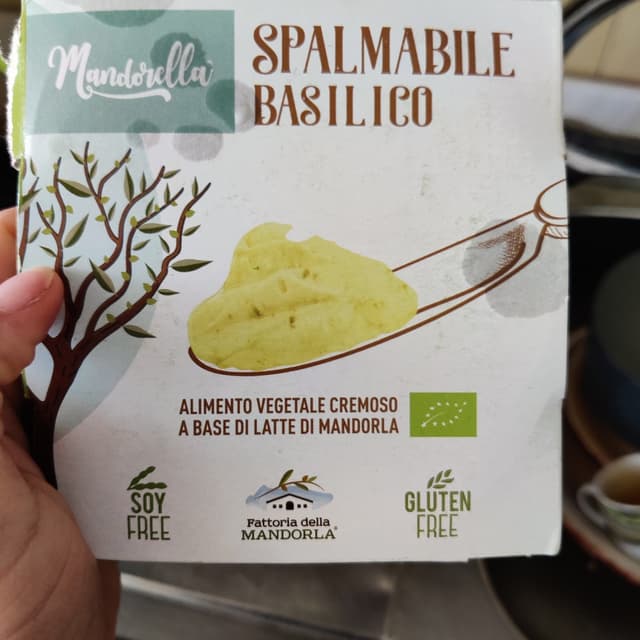 Mandorella
SPALMABILE
BASILICO
ALIMENTO VEGETALE CREMOSO
A BASE DI LATTE DI MANDORLA
SOY
FREE
Fattoria della
MANDORLA®
GLUTEN
FREE